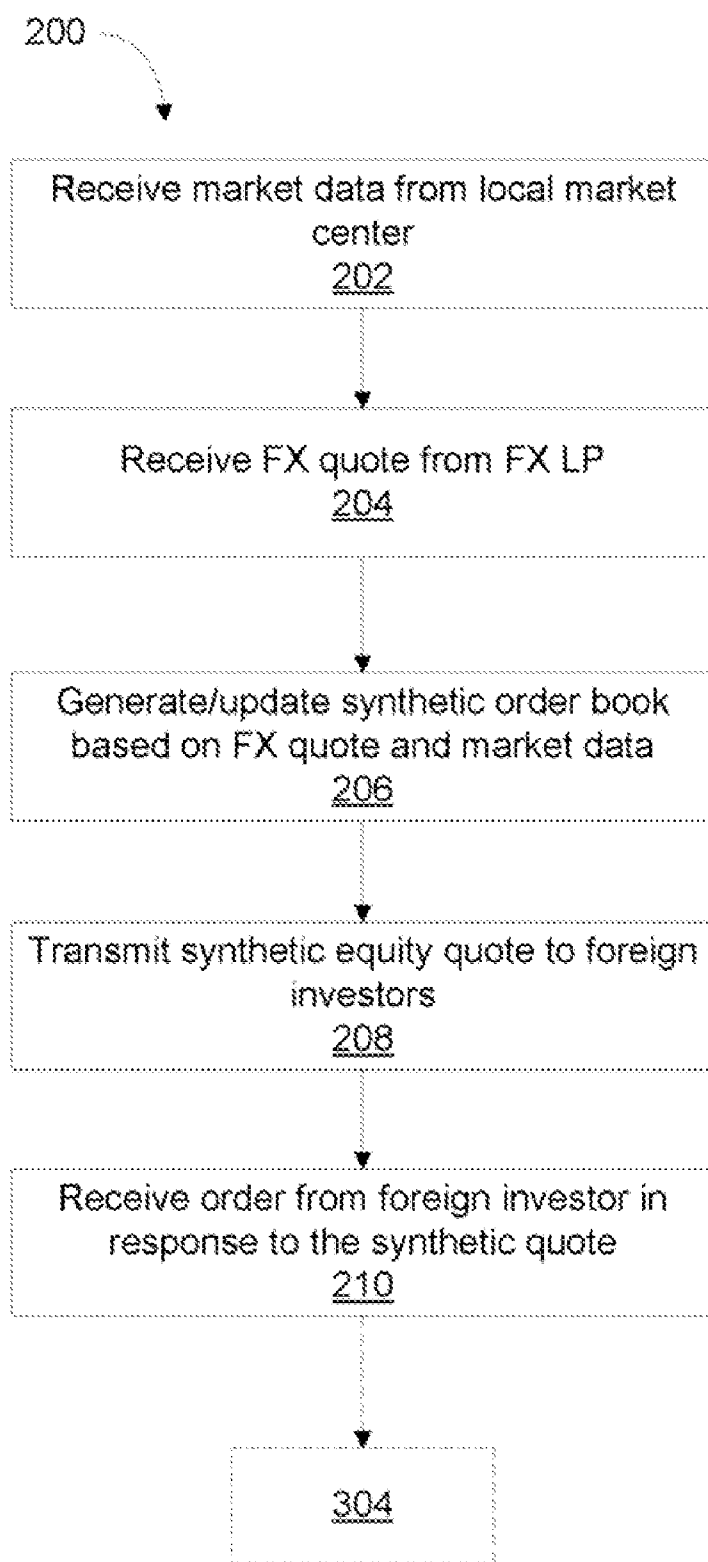 200
Receive market data from local market
center
202
Receive FX quote from FX LP
204
Generate/update synthetic order book
based on FX quote and market data
206
Transmit synthetic equity quote to foreign
investors
208
Receive order from foreign investor in
response to the synthetic quote
210
304